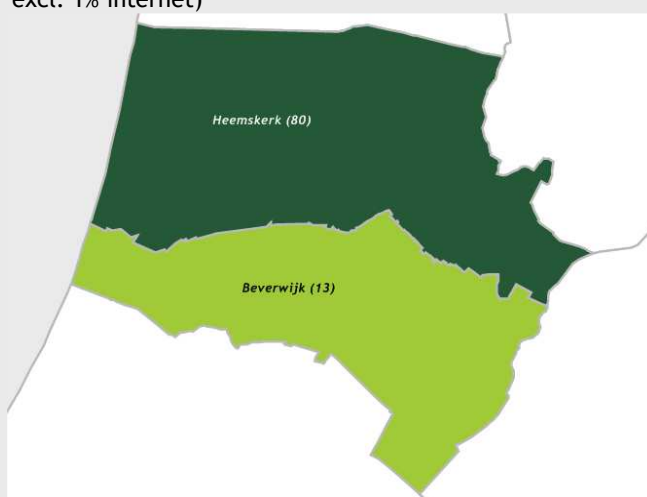 excl. 1% internet)
Heemskerk (80)
Beverwijk (13)